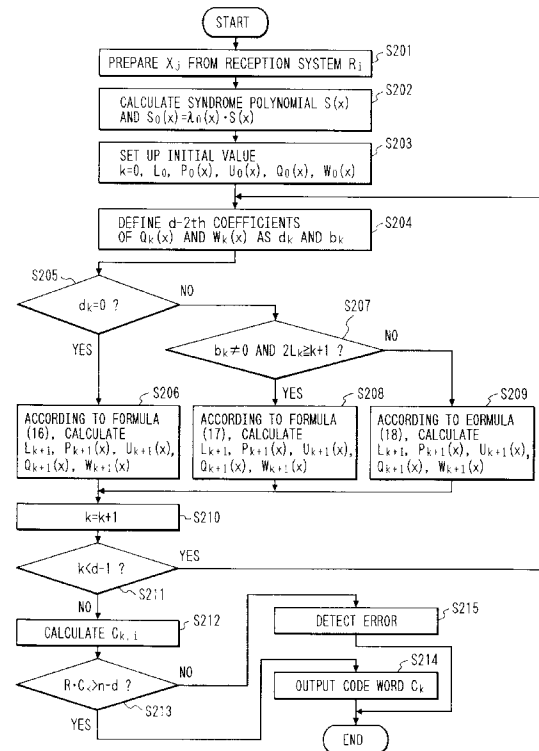 START
S201
PREPARE Xj FROM RECEPTION SYSTEM Ri
S202
CALCULATE SYNDROME POLYNOMIAL S(x)
AND S0(x)=λ0(x)·S(x)
S203
SET UP INITIAL VALUE
k=0, L0, P0(x), U0(x), Q0(x), W0(x)
S204
DEFINE d-2th COEFFICIENTS
OF Qk(x) AND Wk(x) AS dk AND bk
S205
dk=0 ?
NO
YES
S207
bk≠0 AND 2Lk≧k+1 ?
NO
YES
S206
ACCORDING TO FORMULA
(16), CALCULATE
Lk+1, Pk+1(x), Uk+1(x),
Qk+1(x), Wk+1(x)
S208
ACCORDING TO FORMULA
(17), CALCULATE
Lk+1, Pk+1(x), Uk+1(x),
Qk+1(x), Wk+1(x)
S209
ACCORDING TO EORMULA
(18), CALCULATE
Lk+1, Pk+1(x), Uk+1(x),
Qk+1(x), Wk+1(x)
k=k+1
S210
k<d-1 ?
YES
NO
S211
S212
CALCULATE Ck,i
S215
DETECT ERROR
R·Ck>n-d ?
NO
YES
S213
S214
OUTPUT CODE WORD Ck
END